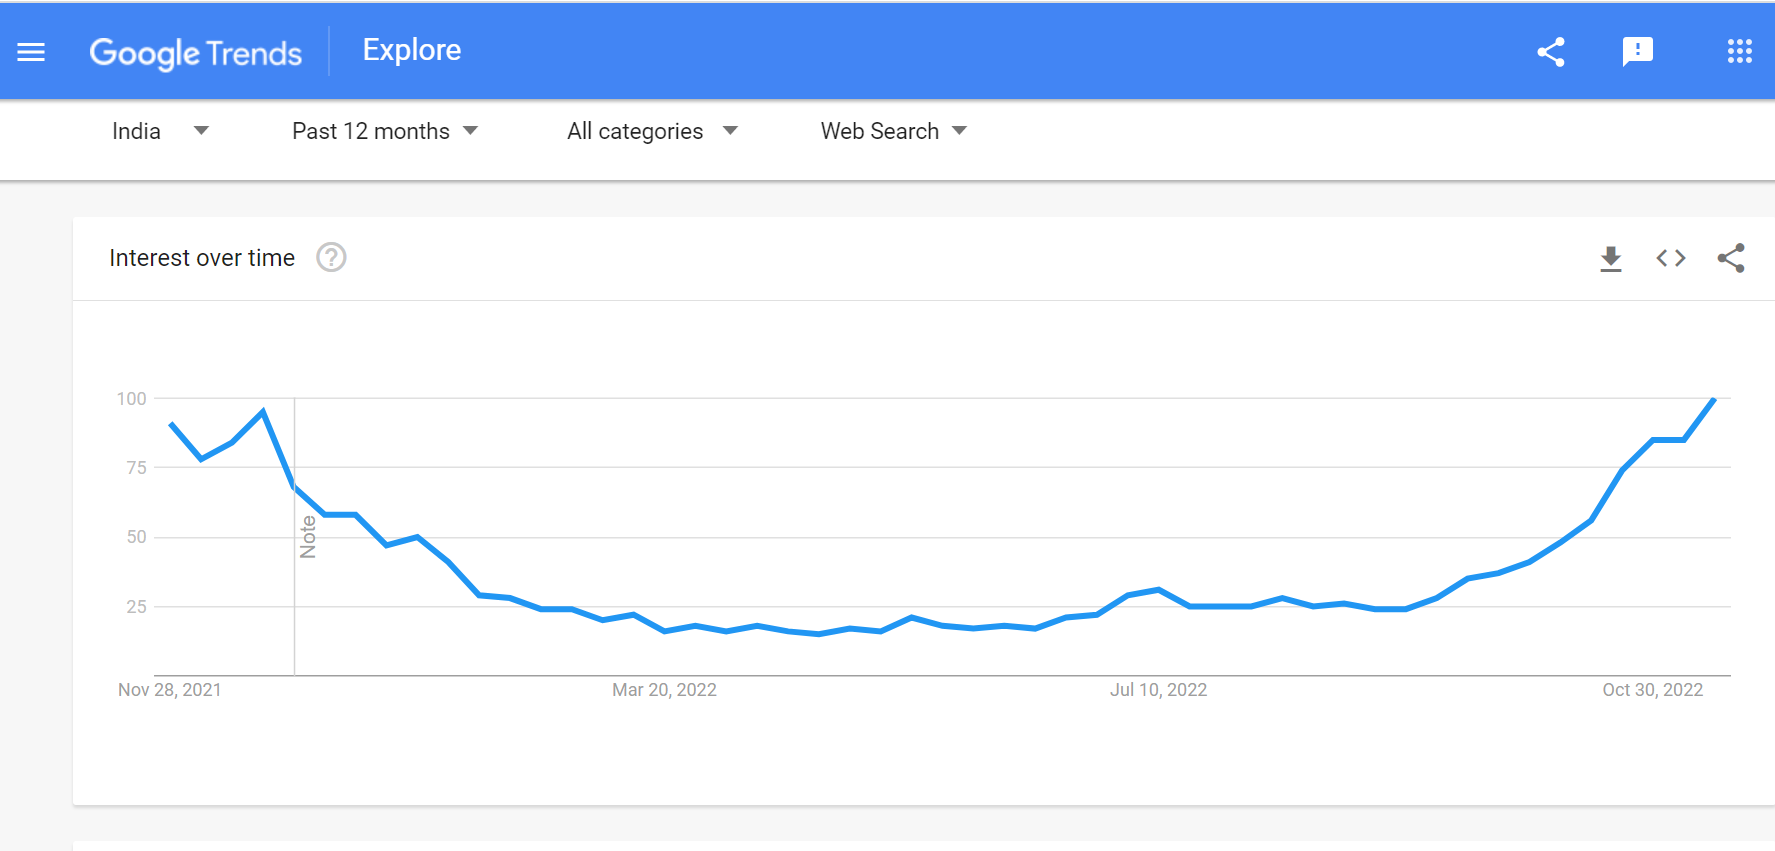 Google Trends Explore
India Past 12 months All categories Web Search
Interest over time ?
100
75
50
25
Note
Nov 28, 2021 Mar 20, 2022 Jul 10, 2022 Oct 30, 2022